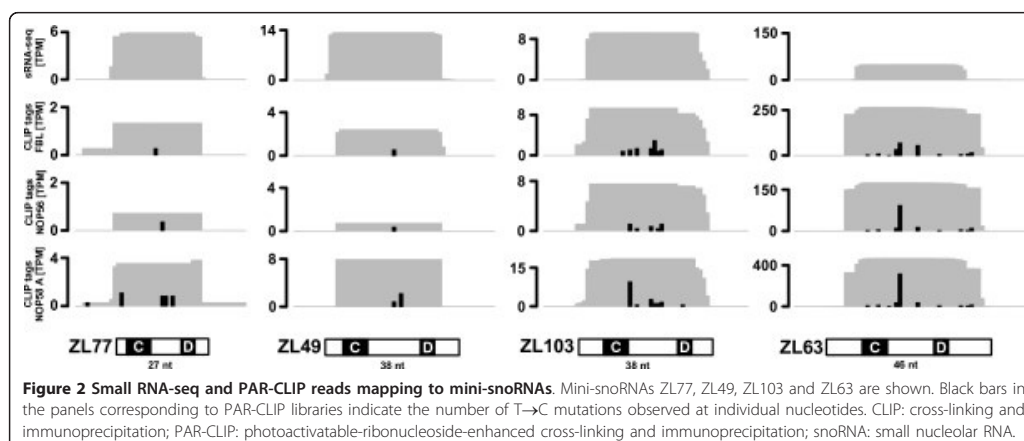 sRNA-seq
[TPM]
6
0
14
0
8
0
150
0
CLIP tags
FBL [TPM]
2
0
4
0
8
0
250
0
CLIP tags
NOP56 [TPM]
2
0
4
0
8
0
150
0
CLIP tags
NOP58 A [TPM]
4
0
8
0
15
0
400
0
ZL77 C D
27 nt
ZL49 C D
38 nt
ZL103 C D
38 nt
ZL63 C D
46 nt
Figure 2 Small RNA-seq and PAR-CLIP reads mapping to mini-snoRNAs. Mini-snoRNAs ZL77, ZL49, ZL103 and ZL63 are shown. Black bars in
the panels corresponding to PAR-CLIP libraries indicate the number of T→C mutations observed at individual nucleotides. CLIP: cross-linking and
immunoprecipitation; PAR-CLIP: photoactivatable-ribonucleoside-enhanced cross-linking and immunoprecipitation; snoRNA: small nucleolar RNA.